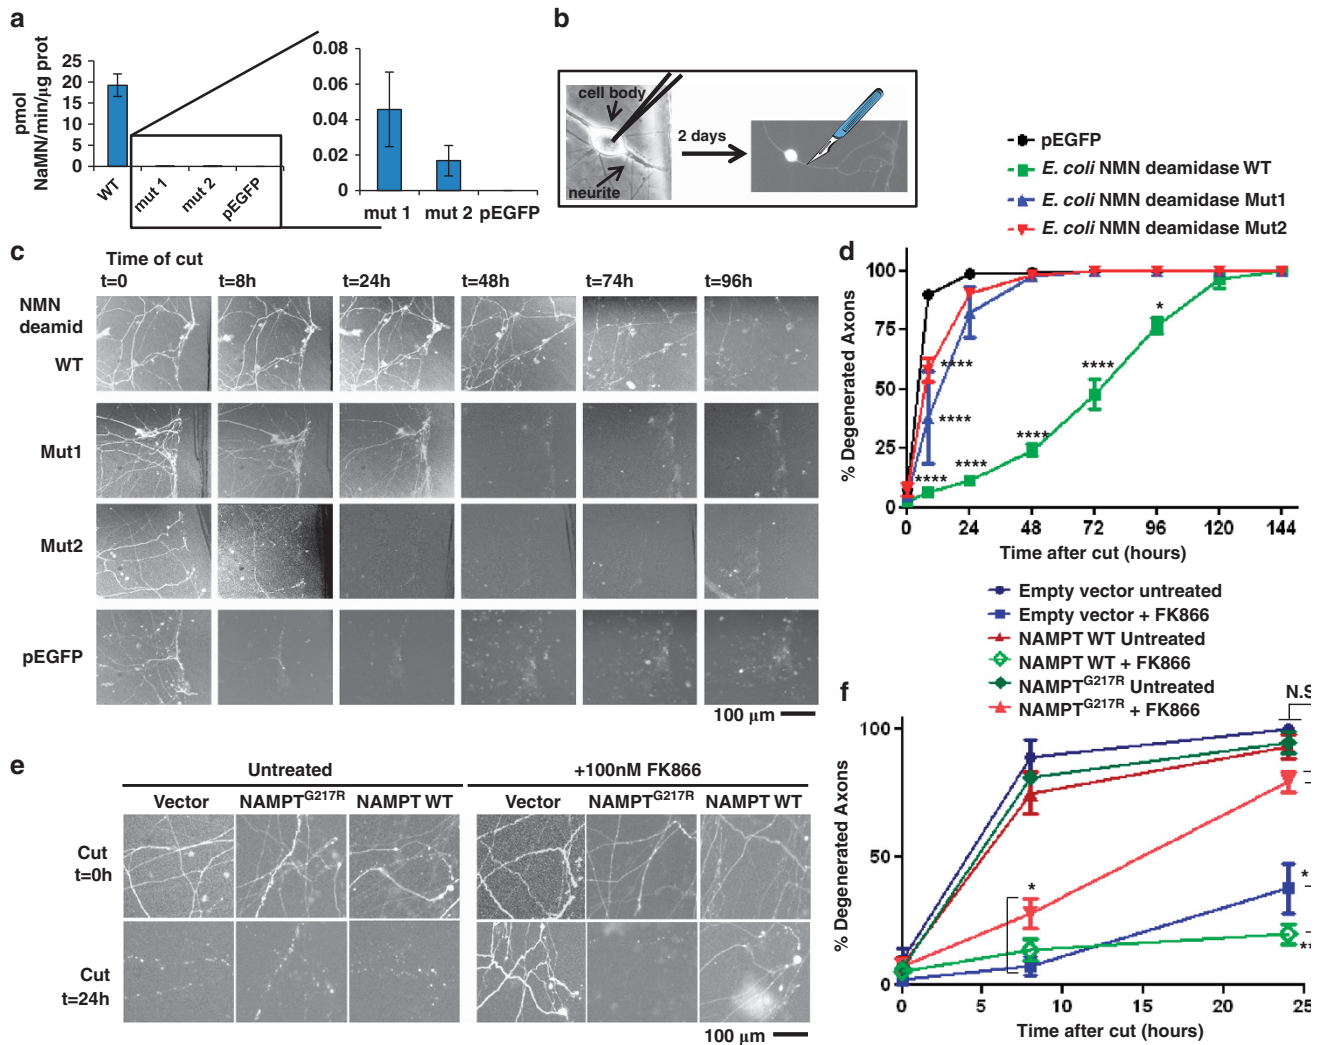 a
pmol
NaMN/min/µg prot
25
20
15
10
5
0
WT
mut 1
mut 2
pEGFP
0.08
0.06
0.04
0.02
0
mut 1 mut 2 pEGFP
b
cell body
neurite
2 days
pEGFP
E. coli NMN deamidase WT
E. coli NMN deamidase Mut1
E. coli NMN deamidase Mut2
c
Time of cut
t=0 t=8h t=24h t=48h t=74h t=96h
NMN
deamid
WT
Mut1
Mut2
pEGFP
100 µm
d
% Degenerated Axons
100
75
50
25
0
****
****
****
****
****
****
*
0 24 48 72 96 120 144
Time after cut (hours)
e
Untreated +100nM FK866
Vector NAMPTG217R NAMPT WT Vector NAMPTG217R NAMPT WT
Cut
t=0h
Cut
t=24h
100 µm
Empty vector untreated
Empty vector + FK866
NAMPT WT Untreated
NAMPT WT + FK866
NAMPTG217R Untreated
NAMPTG217R + FK866
f
N.S
% Degenerated Axons
100
50
0
*
*
**
0 5 10 15 20 25
Time after cut (hours)